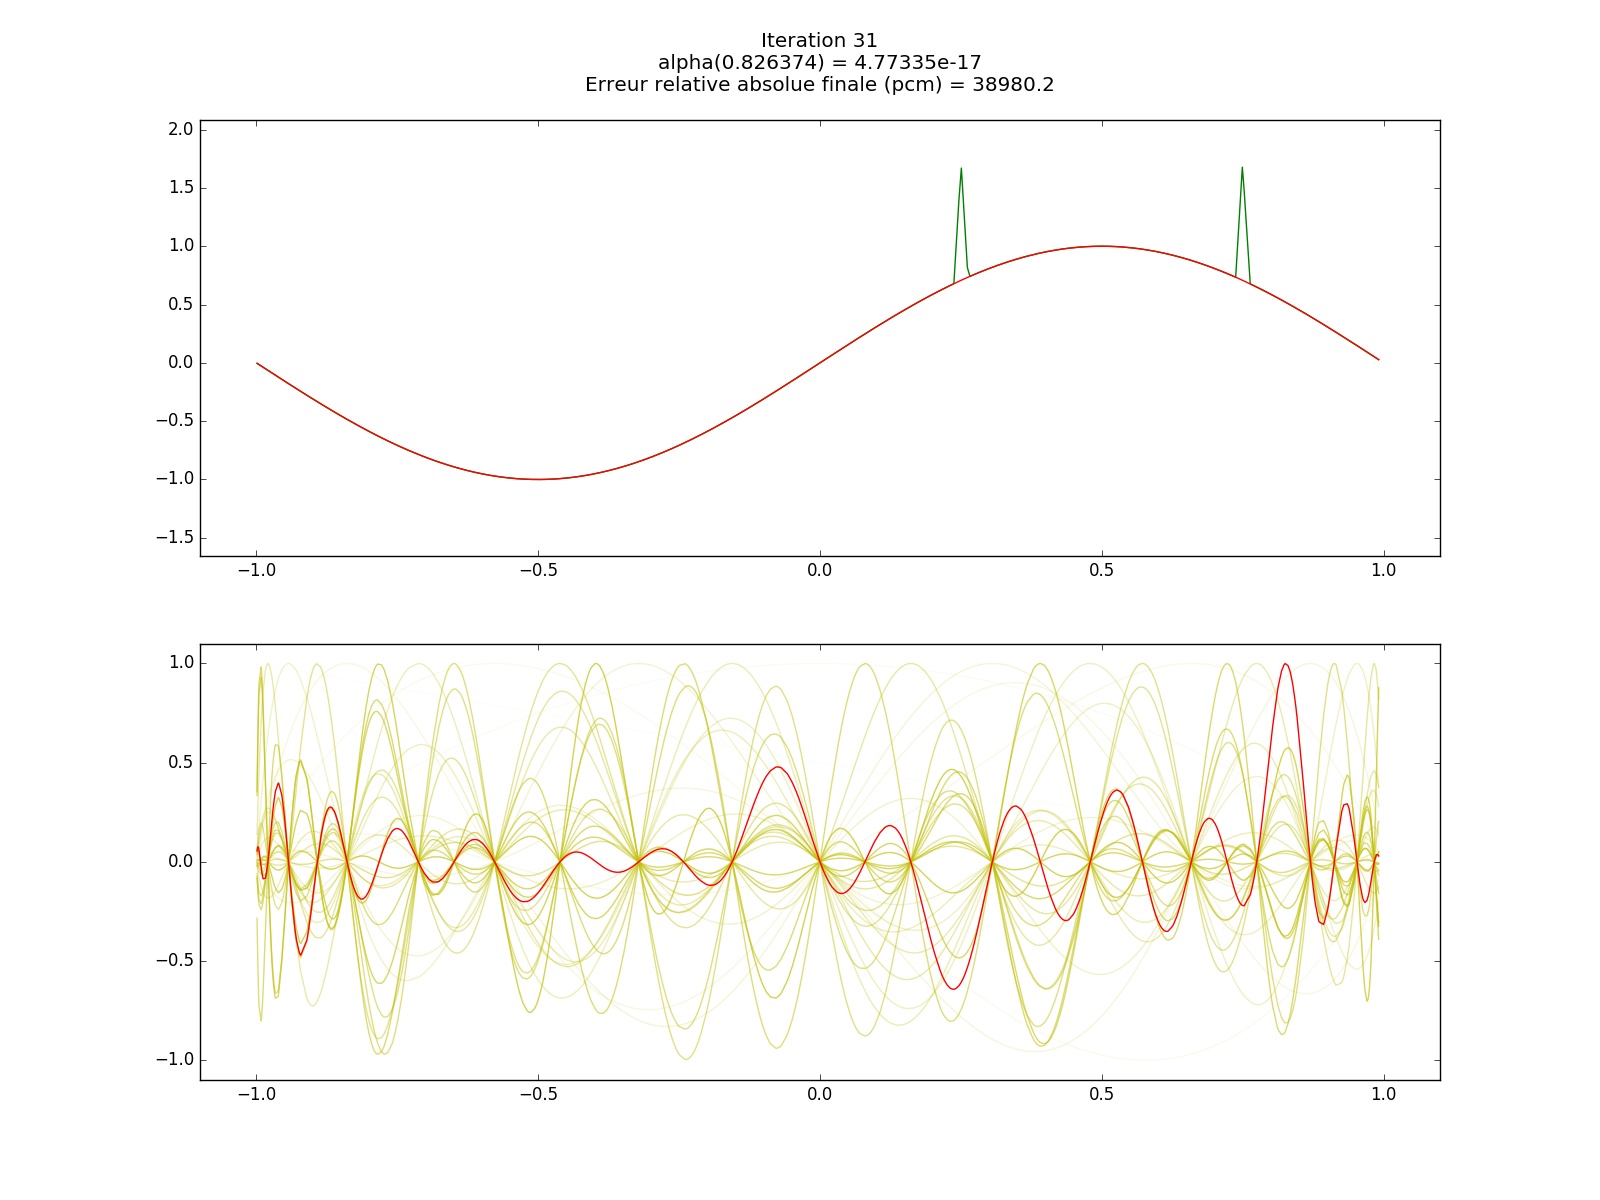 Iteration 31
alpha(0.826374) = 4.77335e-17
Erreur relative absolue finale (pcm) = 38980.2
2.0
1.5
1.0
0.5
0.0
−0.5
−1.0
−1.5
−1.0 −0.5 0.0 0.5 1.0
1.0
0.5
0.0
−0.5
−1.0
−1.0 −0.5 0.0 0.5 1.0